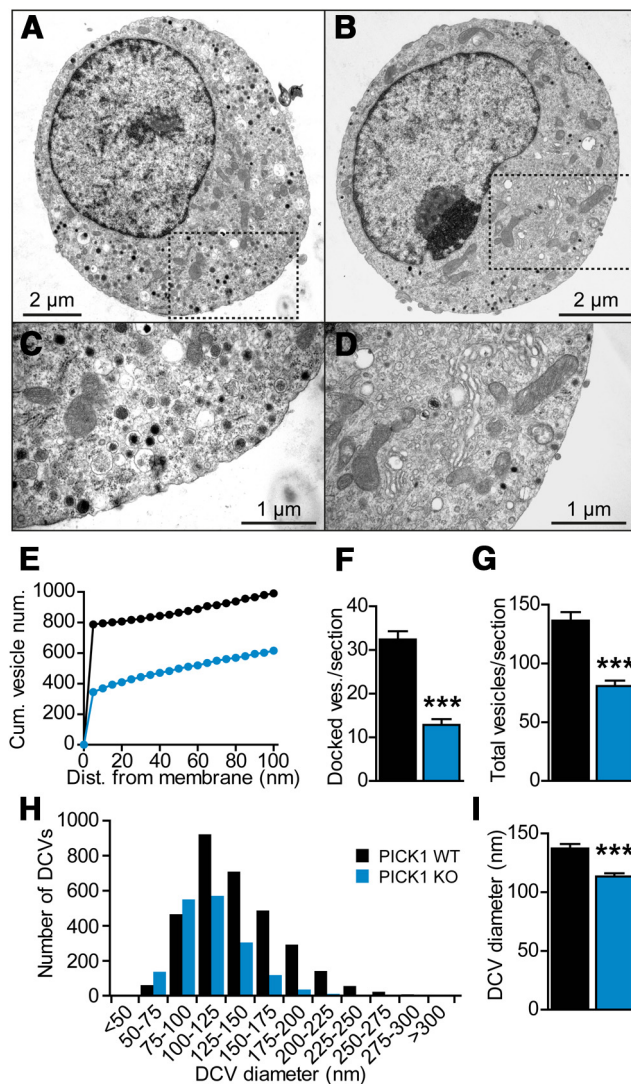 A
B
2 µm
2 µm
C
D
1 µm
1 µm
E
Cum. vesicle num.
1000
800
600
400
200
0
0 20 40 60 80 100
Dist. from membrane (nm)
F
Docked ves./section
40
30
20
10
0
***
G
Total vesicles/section
150
100
50
0
***
H
Number of DCVs
1000
800
600
400
200
0
PICK1 WT
PICK1 KO
<50
50-75
75-100
100-125
125-150
150-175
175-200
200-225
225-250
250-275
275-300
>300
DCV diameter (nm)
I
DCV diameter (nm)
150
100
50
0
***